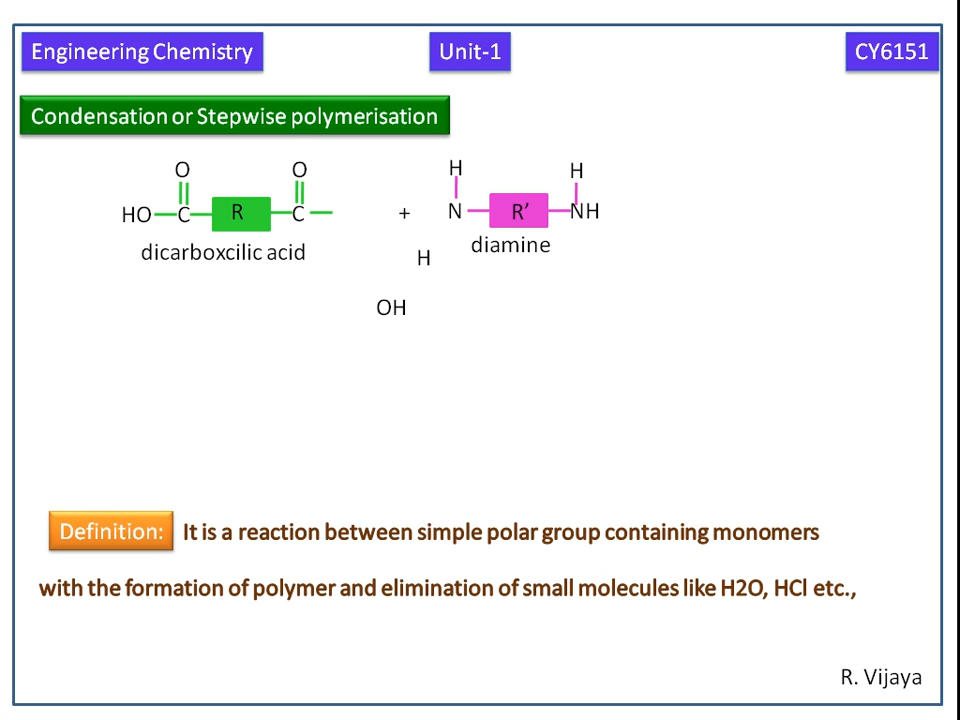 Engineering Chemistry Unit-1 CY6151
Condensation or Stepwise polymerisation
O O H H
HO C R C + N R’ NH
dicarboxcilic acid diamine
H
OH
Definition: It is a reaction between simple polar group containing monomers
with the formation of polymer and elimination of small molecules like H2O, HCl etc.,
R. Vijaya